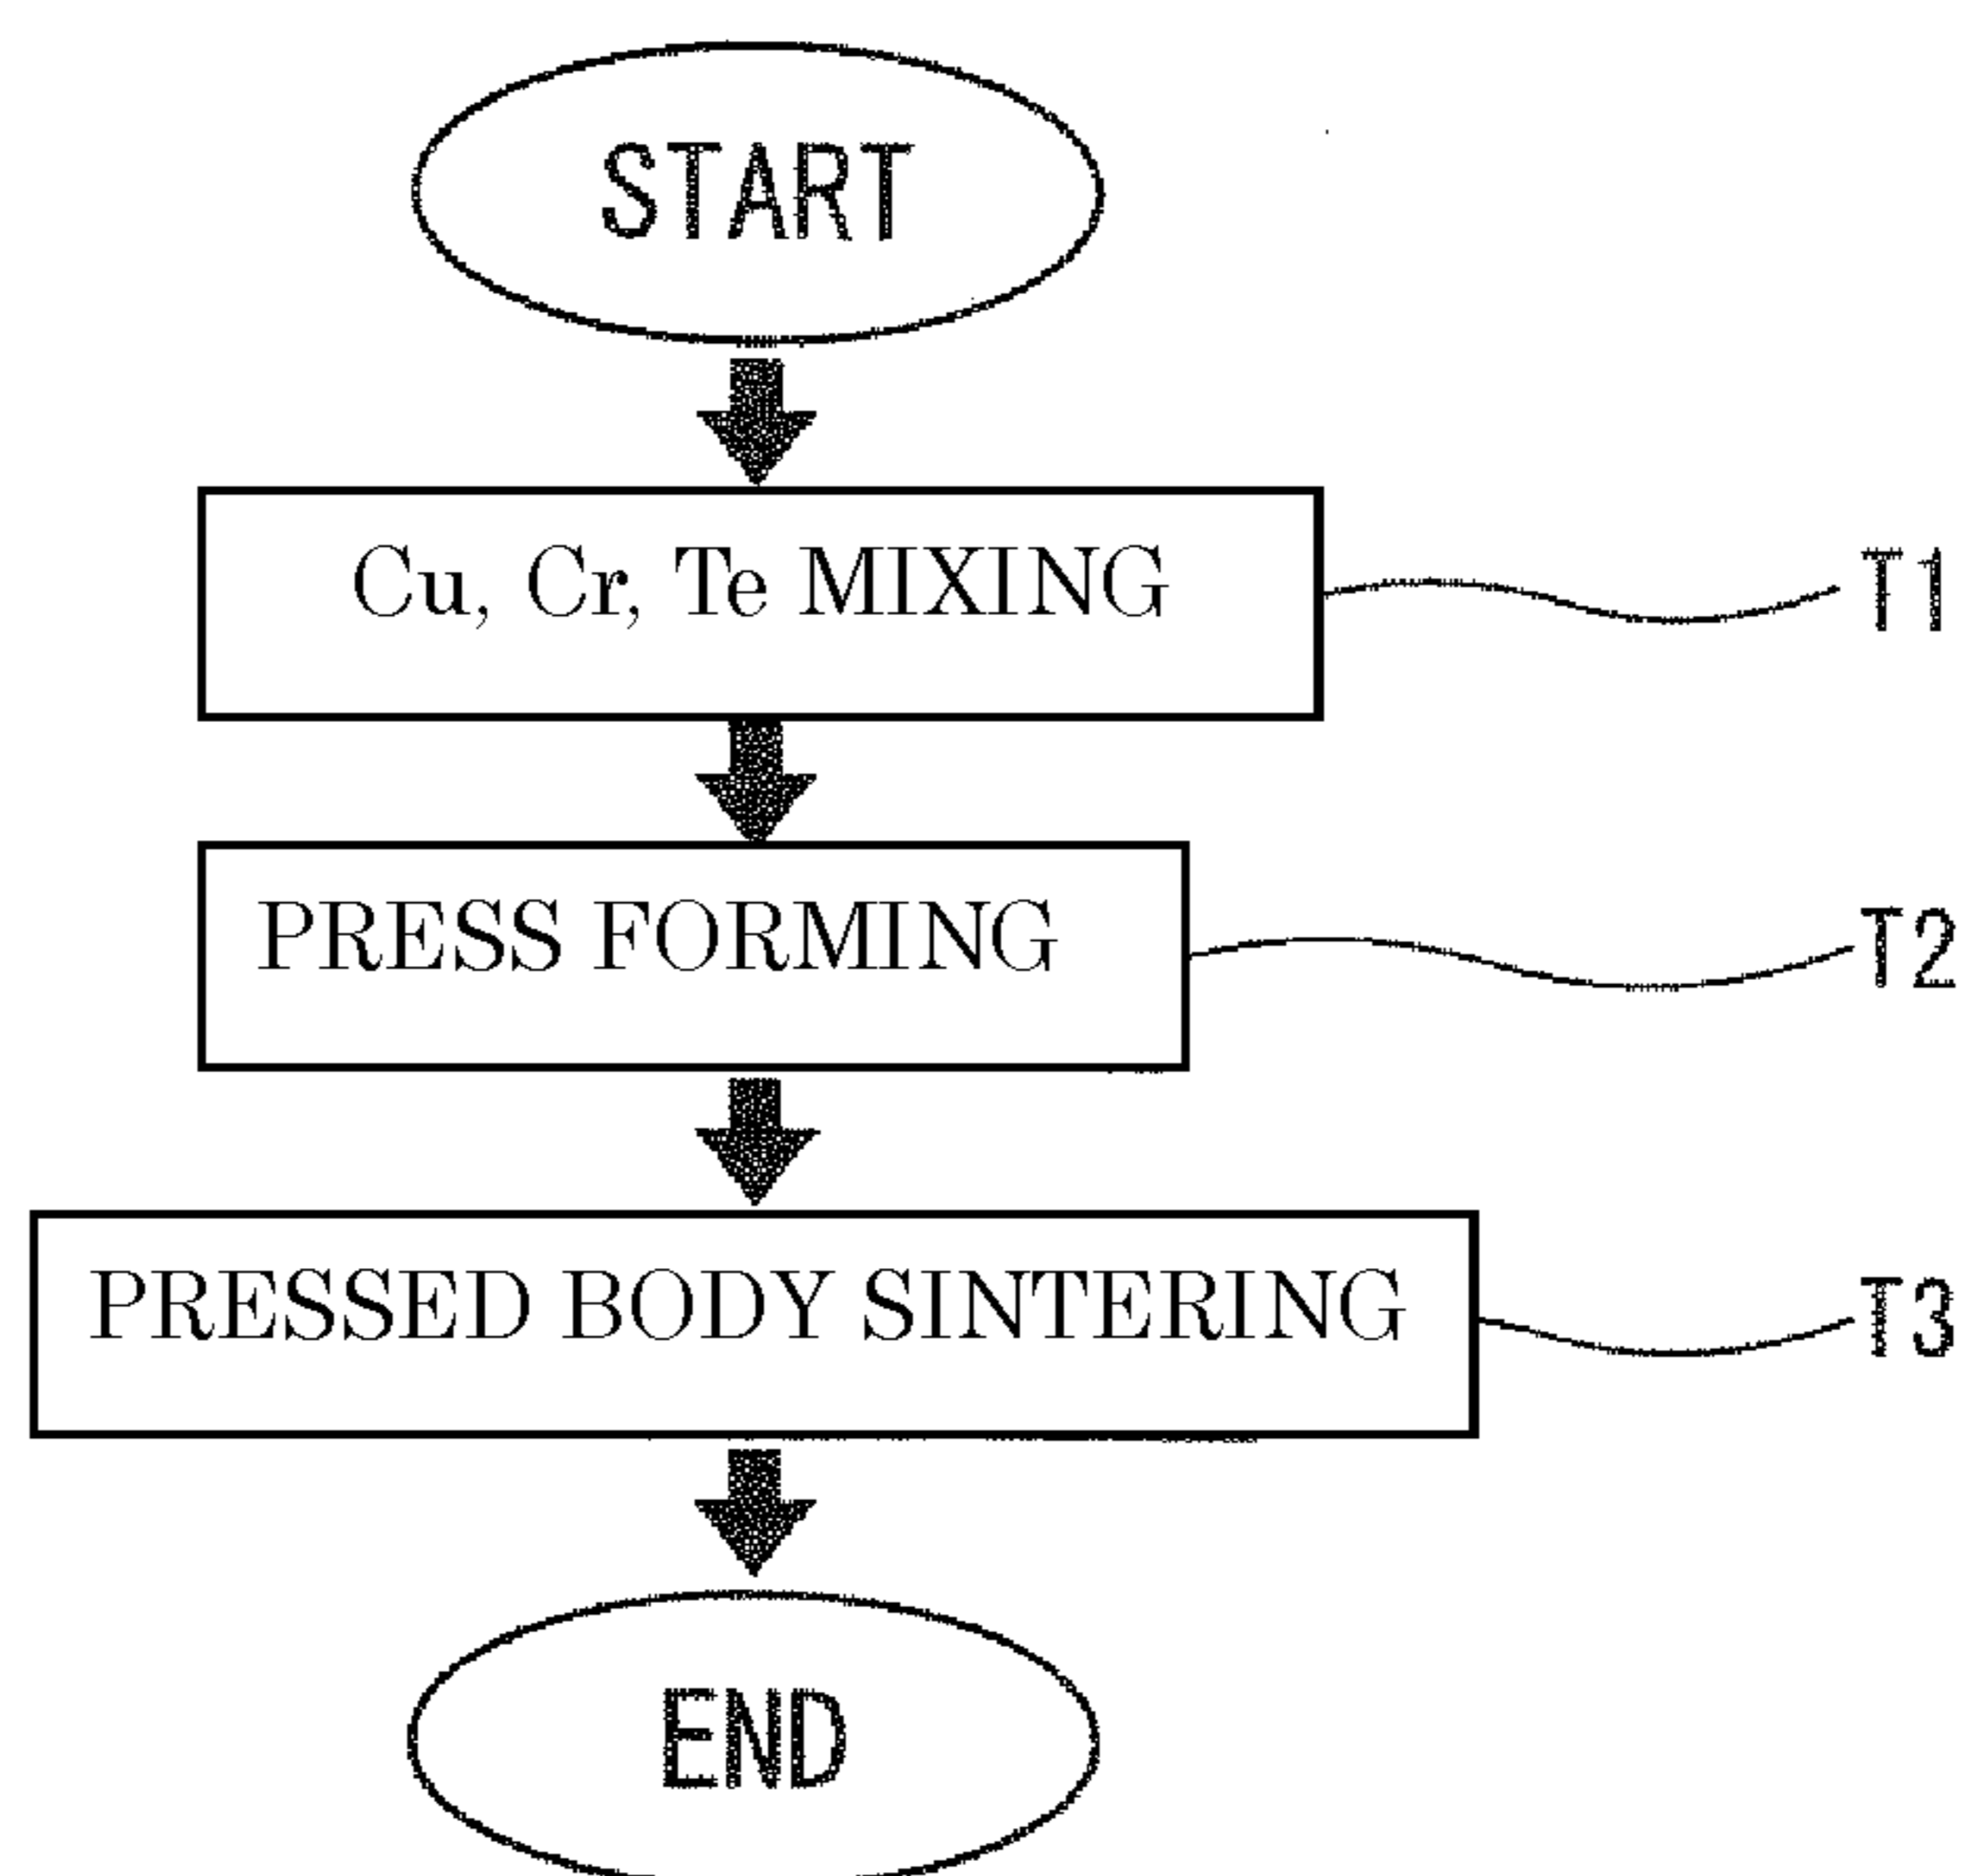 START
Cu, Cr, Te MIXING
T1
PRESS FORMING
T2
PRESSED BODY SINTERING
T3
END